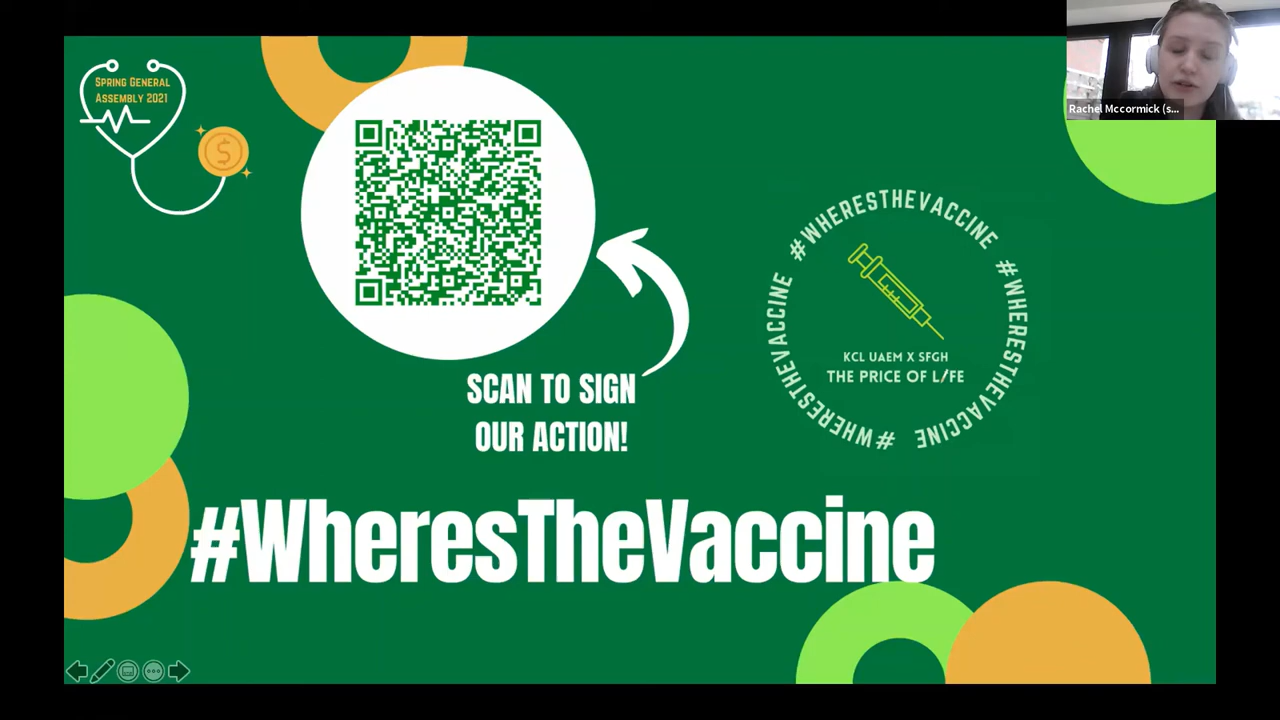 SPRING GENERAL
ASSEMBLY 2021
$
Rachel Mccormick (s...
#WHERESTHEVACCINE
#WHERESTHEVACCINE
#WHERESTHEVACCINE
KCL UAEM X SFGH
THE PRICE OF L/FE
SCAN TO SIGN
OUR ACTION!
#WheresTheVaccine